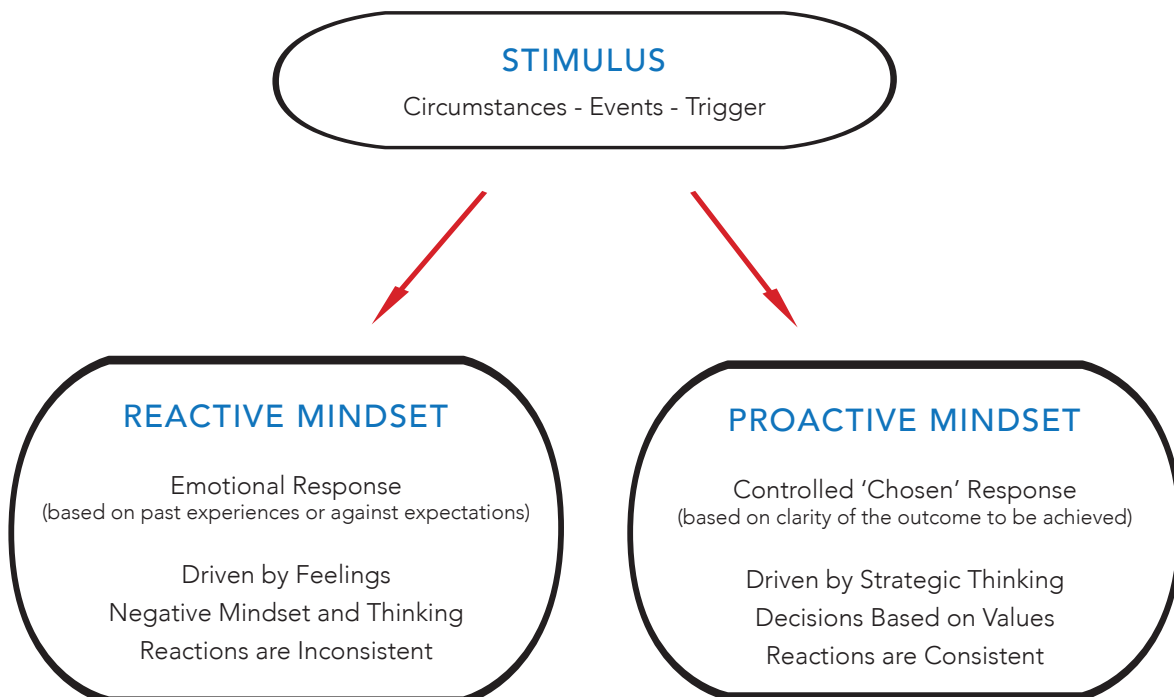 STIMULUS
Circumstances - Events - Trigger
REACTIVE MINDSET
Emotional Response
(based on past experiences or against expectations)
Driven by Feelings
Negative Mindset and Thinking
Reactions are Inconsistent
PROACTIVE MINDSET
Controlled ‘Chosen’ Response
(based on clarity of the outcome to be achieved)
Driven by Strategic Thinking
Decisions Based on Values
Reactions are Consistent